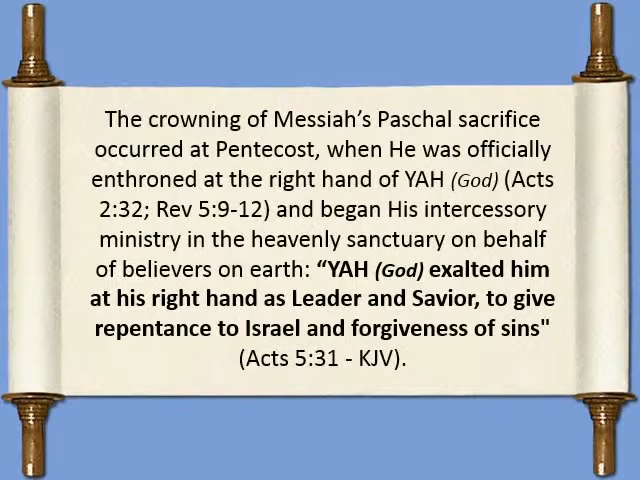 The crowning of Messiah’s Paschal sacrifice
occurred at Pentecost, when He was officially
enthroned at the right hand of YAH (God) (Acts
2:32; Rev 5:9-12) and began His intercessory
ministry in the heavenly sanctuary on behalf
of believers on earth: “YAH (God) exalted him
at his right hand as Leader and Savior, to give
repentance to Israel and forgiveness of sins"
(Acts 5:31 - KJV).